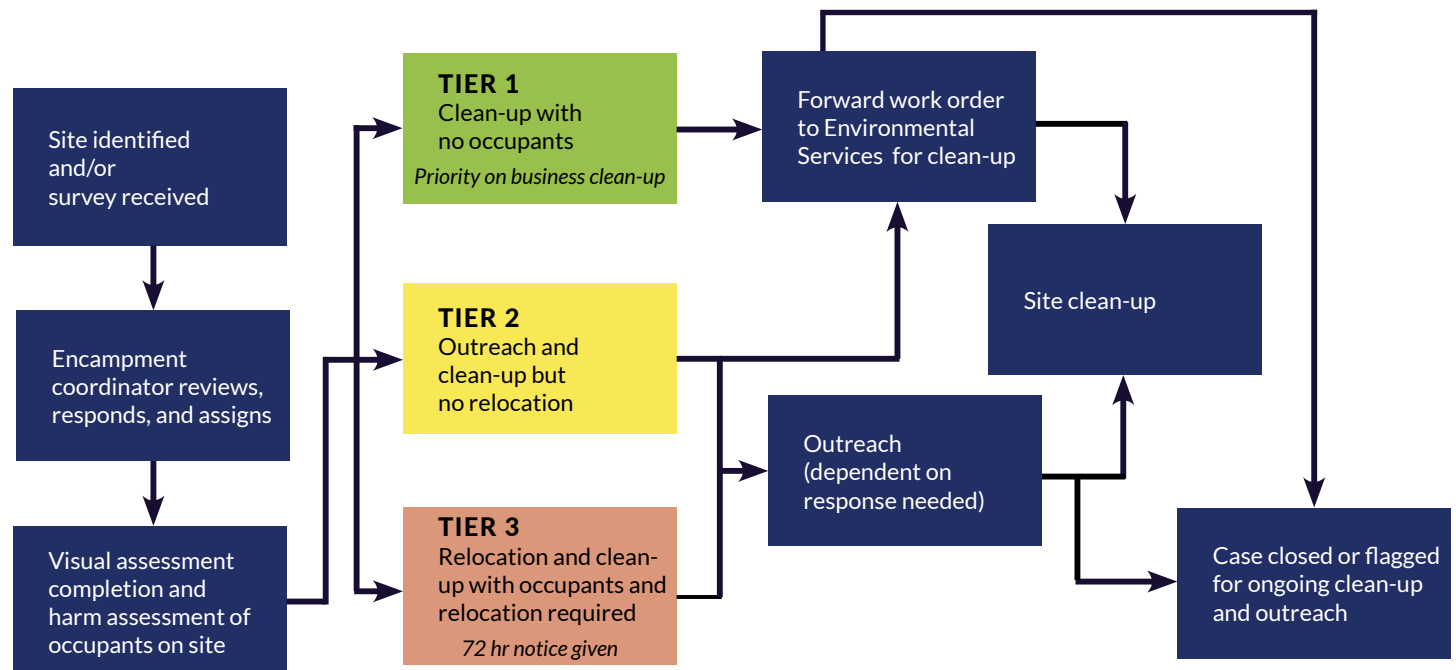 Site identified
and/or
survey received
Encampment
coordinator reviews,
responds, and assigns
Visual assessment
completion and
harm assessment of
occupants on site
TIER 1
Clean-up with
no occupants
Priority on business clean-up
TIER 2
Outreach and
clean-up but
no relocation
TIER 3
Relocation and clean-
up with occupants and
relocation required
72 hr notice given
Forward work order
to Environmental
Services for clean-up
Outreach
(dependent on
response needed)
Site clean-up
Case closed or flagged
for ongoing clean-up
and outreach